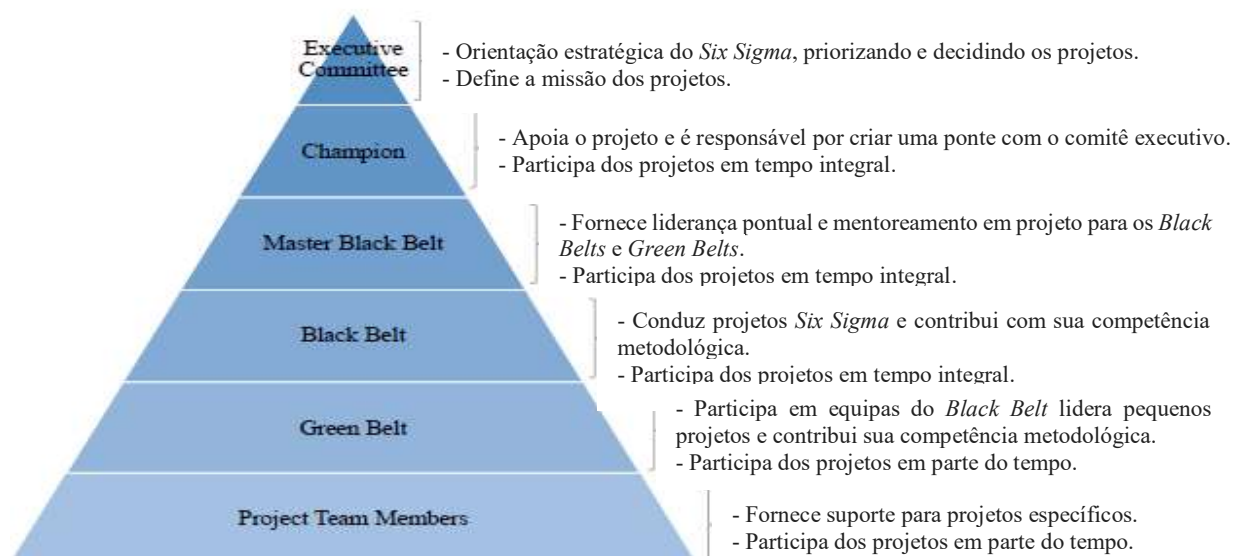 Executive
Committee
- Orientação estratégica do Six Sigma, priorizando e decidindo os projetos.
- Define a missão dos projetos.
Champion
- Apoia o projeto e é responsável por criar uma ponte com o comitê executivo.
- Participa dos projetos em tempo integral.
Master Black Belt
- Fornece liderança pontual e mentoreamento em projeto para os Black
Belts e Green Belts.
- Participa dos projetos em tempo integral.
Black Belt
- Conduz projetos Six Sigma e contribui com sua competência
metodológica.
- Participa dos projetos em tempo integral.
Green Belt
- Participa em equipas do Black Belt lidera pequenos
projetos e contribui sua competência metodológica.
- Participa dos projetos em parte do tempo.
Project Team Members
- Fornece suporte para projetos específicos.
- Participa dos projetos em parte do tempo.